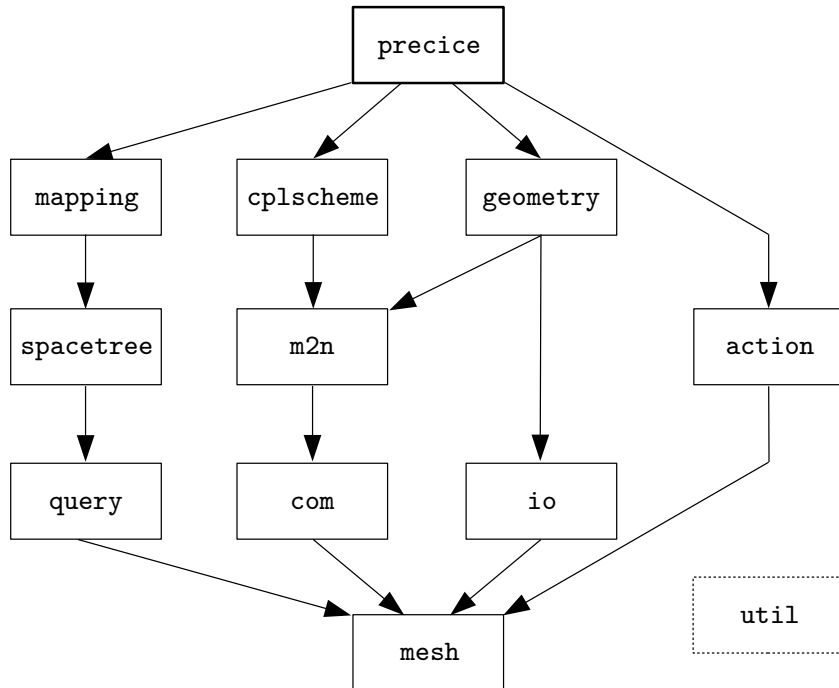 precice
mapping
cplscheme
geometry
spacetree
m2n
action
query
com
io
util
mesh